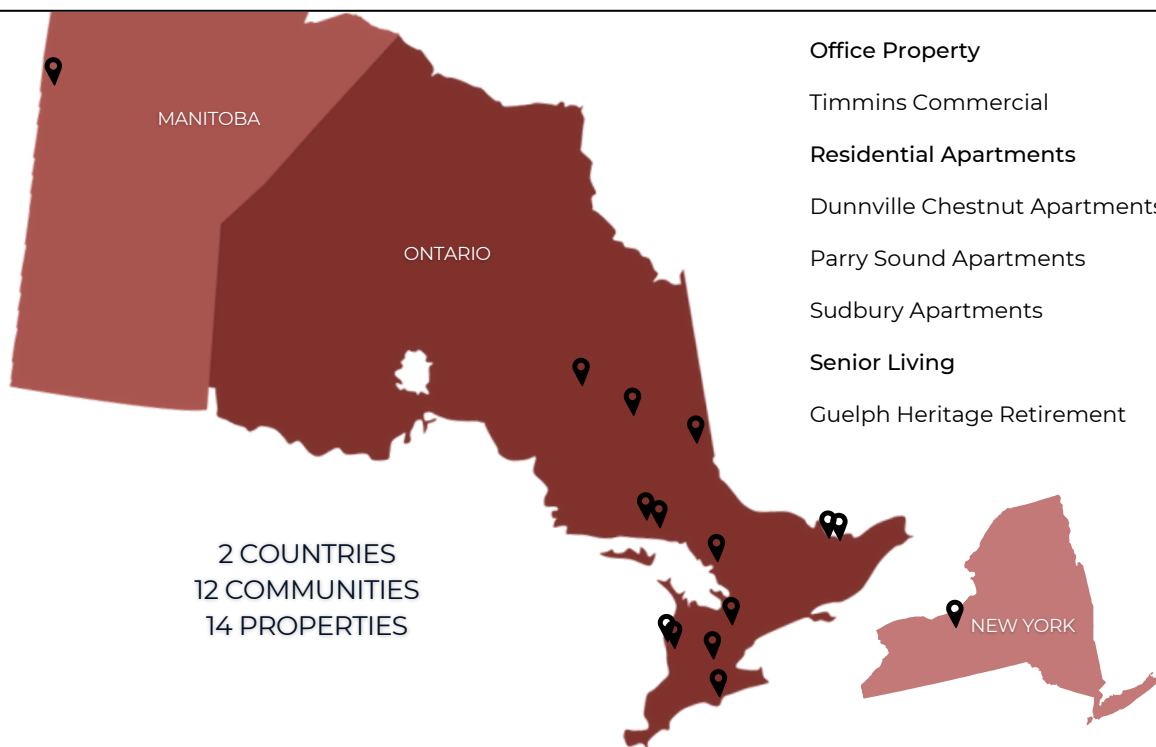 Office Property
Timmins Commercial
Residential Apartments
Dunnville Chestnut Apartments
Parry Sound Apartments
Sudbury Apartments
Senior Living
Guelph Heritage Retirement
MANITOBA
ONTARIO
2 COUNTRIES
12 COMMUNITIES
14 PROPERTIES
NEW YORK